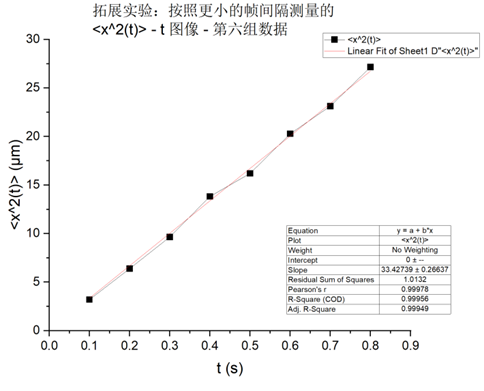 拓展实验：按照更小的帧间隔测量的
<x^2(t)> - t 图像 - 第六组数据
<x^2(t)>
Linear Fit of Sheet1 D"<x^2(t)>"
<x^2(t)> (μm)
30
25
20
15
10
5
0
Equation y = a + b*x
Plot <x^2(t)>
Weight No Weighting
Intercept 0 ± --
Slope 33.42739 ± 0.26637
Residual Sum of Squares 1.0132
Pearson's r 0.99978
R-Square (COD) 0.99956
Adj. R-Square 0.99949
0.0 0.1 0.2 0.3 0.4 0.5 0.6 0.7 0.8 0.9
t (s)